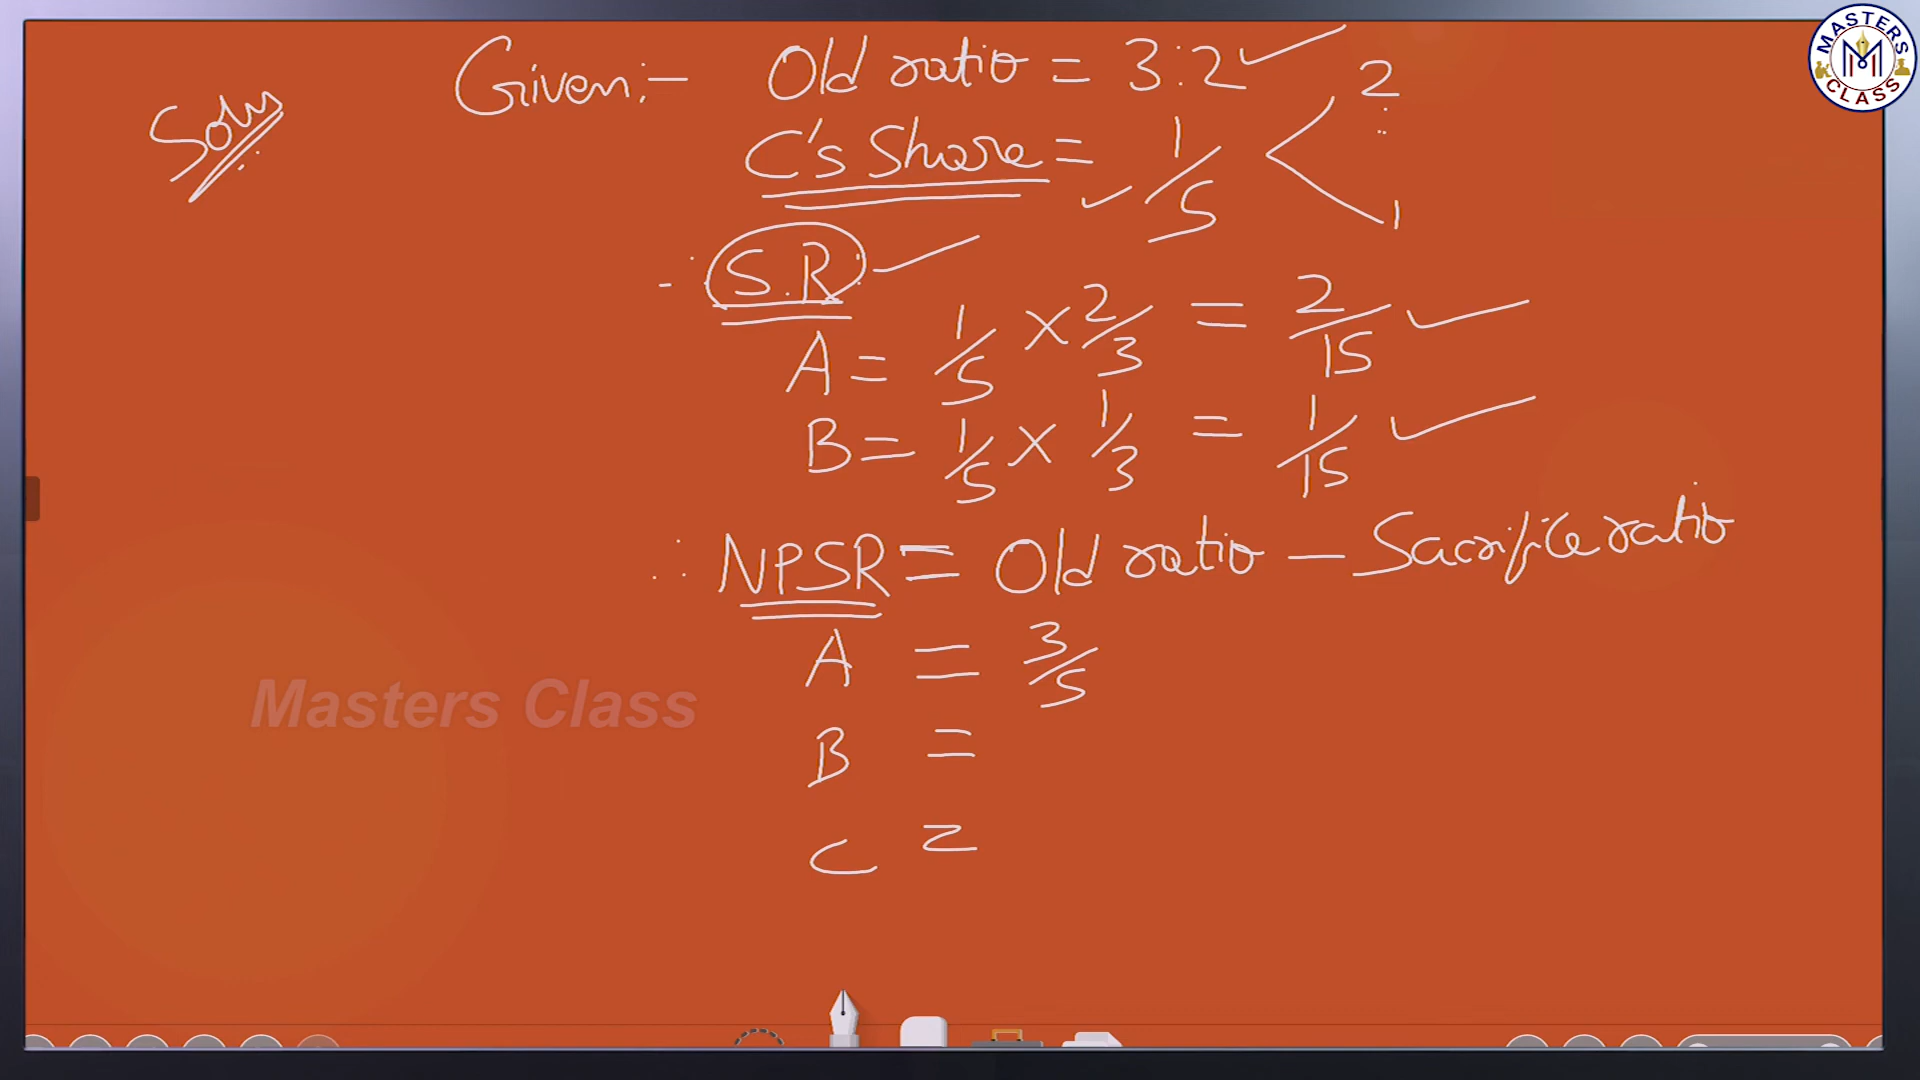 MASTERS CLASS
Given:- Old ratio = 3:2
Soln
C's Share = 1/5 < 2 : 1
∴ S.R
A = 1/5 × 2/3 = 2/15
B = 1/5 × 1/3 = 1/15
∴ NPSR = Old ratio - Sacrifice ratio
A = 3/5
Masters Class
B =
C =